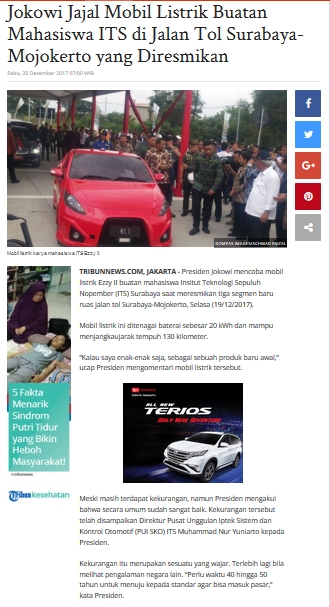 Jokowi Jajal Mobil Listrik Buatan
Mahasiswa ITS di Jalan Tol Surabaya-
Mojokerto yang Diresmikan
Rabu, 20 Desember 2017 07:00 WIB
KOMPAS IMAGES/ACHMAD FAIZAL
Mobil listrik karya mahasiswa ITS Ezzy II.
TRIBUNNEWS.COM, JAKARTA - Presiden Jokowi mencoba mobil
listrik Ezzy II buatan mahasiswa Insitut Teknologi Sepuluh
Nopember (ITS) Surabaya saat meresmikan tiga segmen baru
ruas jalan tol Surabaya-Mojokerto, Selasa (19/12/2017).
Mobil listrik ini ditenagai baterai sebesar 20 kWh dan mampu
menjangkaujarak tempuh 130 kilometer.
"Kalau saya enak-enak saja, sebagai sebuah produk baru awal,"
ucap Presiden mengomentari mobil listrik tersebut.
5 Fakta
Menarik
Sindrom
Putri Tidur
yang Bikin
Heboh
Masyarakat!
Tribunkesehatan
ALL NEW
TERIOS
DAILY NEW ADVENTURE
Meski masih terdapat kekurangan, namun Presiden mengakui
bahwa secara umum sudah sangat baik. Kekurangan tersebut
telah disampaikan Direktur Pusat Unggulan Iptek Sistem dan
Kontrol Otomotif (PUI SKO) ITS Muhammad Nur Yuniarto kepada
Presiden.
Kekurangan itu merupakan sesuatu yang wajar. Terlebih lagi bila
melihat pengalaman negara lain. "Perlu waktu 40 hingga 50
tahun untuk menuju kepada standar agar bisa masuk pasar,"
kata Presiden.